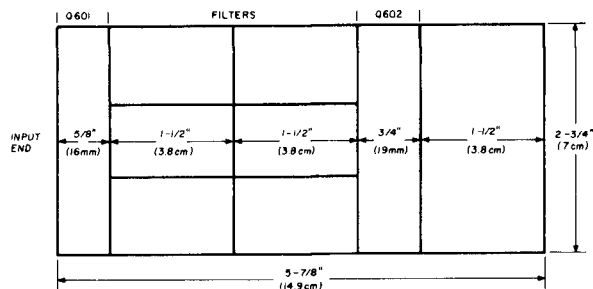 Q601 FILTERS Q602
INPUT END
5/8" (16mm)
1-1/2" (3.8cm)
1-1/2" (3.8cm)
3/4" (19mm)
1-1/2" (3.8cm)
2-3/4" (7cm)
5-7/8" (14.9cm)